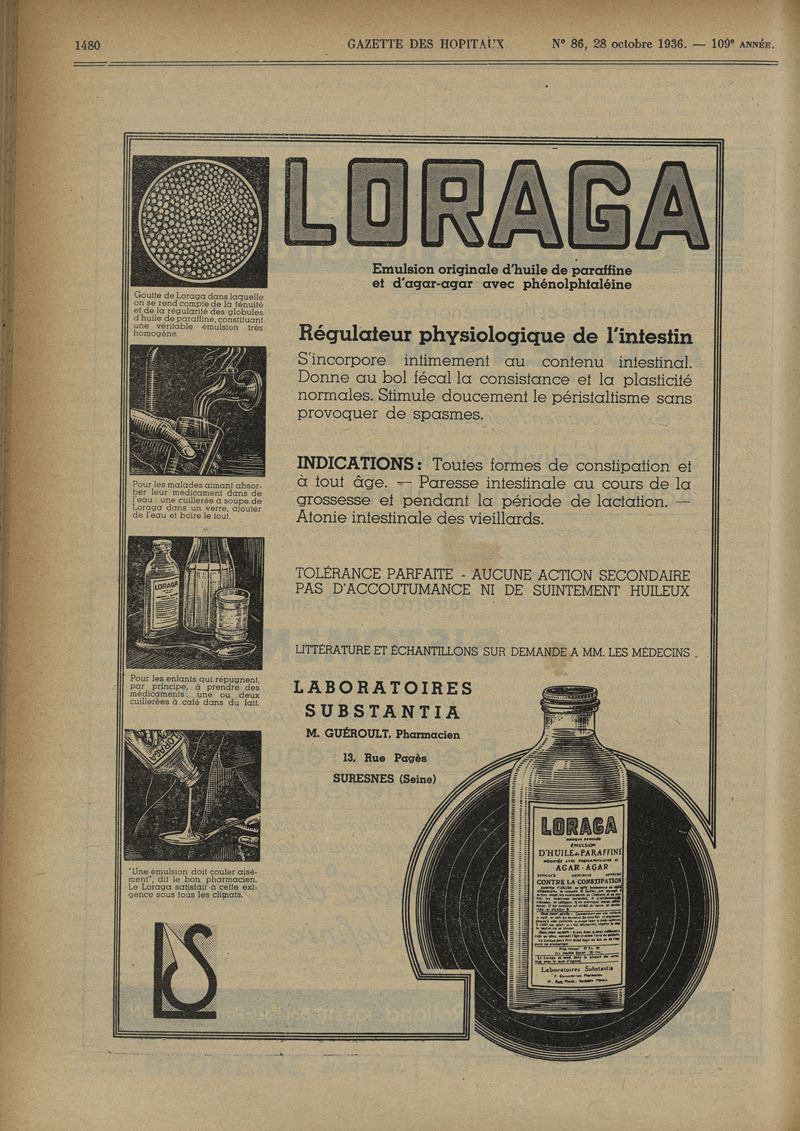 1480
GAZETTE DES HOPITAUX
N° 86, 28 octobre 1936. — 109e ANNÉE.
LORAGA
Emulsion originale d'huile de paraffine
et d'agar-agar avec phénolphtaléine
Goutte de Loraga dans laquelle
on se rend compte de la ténuité
et de la régularité des globules
d'huile de paraffine, constituant
une véritable émulsion très
homogène.
Régulateur physiologique de l'intestin
S'incorpore intimement au contenu intestinal.
Donne au bol fécal la consistance et la plasticité
normales. Stimule doucement le péristaltisme sans
provoquer de spasmes.
INDICATIONS : Toutes formes de constipation et
à tout âge. — Paresse intestinale au cours de la
grossesse et pendant la période de lactation. —
Atonie intestinale des vieillards.
Pour les malades aimant absor-
ber leur médicament dans de
l'eau : une cuillerée à soupe de
Loraga dans un verre, ajouter
de l'eau et boire le tout.
LORAGA
TOLÉRANCE PARFAITE - AUCUNE ACTION SECONDAIRE
PAS D'ACCOUTUMANCE NI DE SUINTEMENT HUILEUX
LITTÉRATURE ET ÉCHANTILLONS SUR DEMANDE A MM. LES MÉDECINS
Pour les enfants qui répugnent,
par principe, à prendre des
médicaments : une ou deux
cuillerées à café dans du lait.
LABORATOIRES
SUBSTANTIA
M. GUÉROULT, Pharmacien
13, Rue Pagès
SURESNES (Seine)
LORAGA
"Une émulsion doit couler aisé-
ment", dit le bon pharmacien.
Le Loraga satisfait à cette exi-
gence sous tous les climats.
LS
LORAGA
EMULSION
D'HUILE de PARAFFINE
AGAR-AGAR
CONTRE LA CONSTIPATION
Laboratoires Substantia